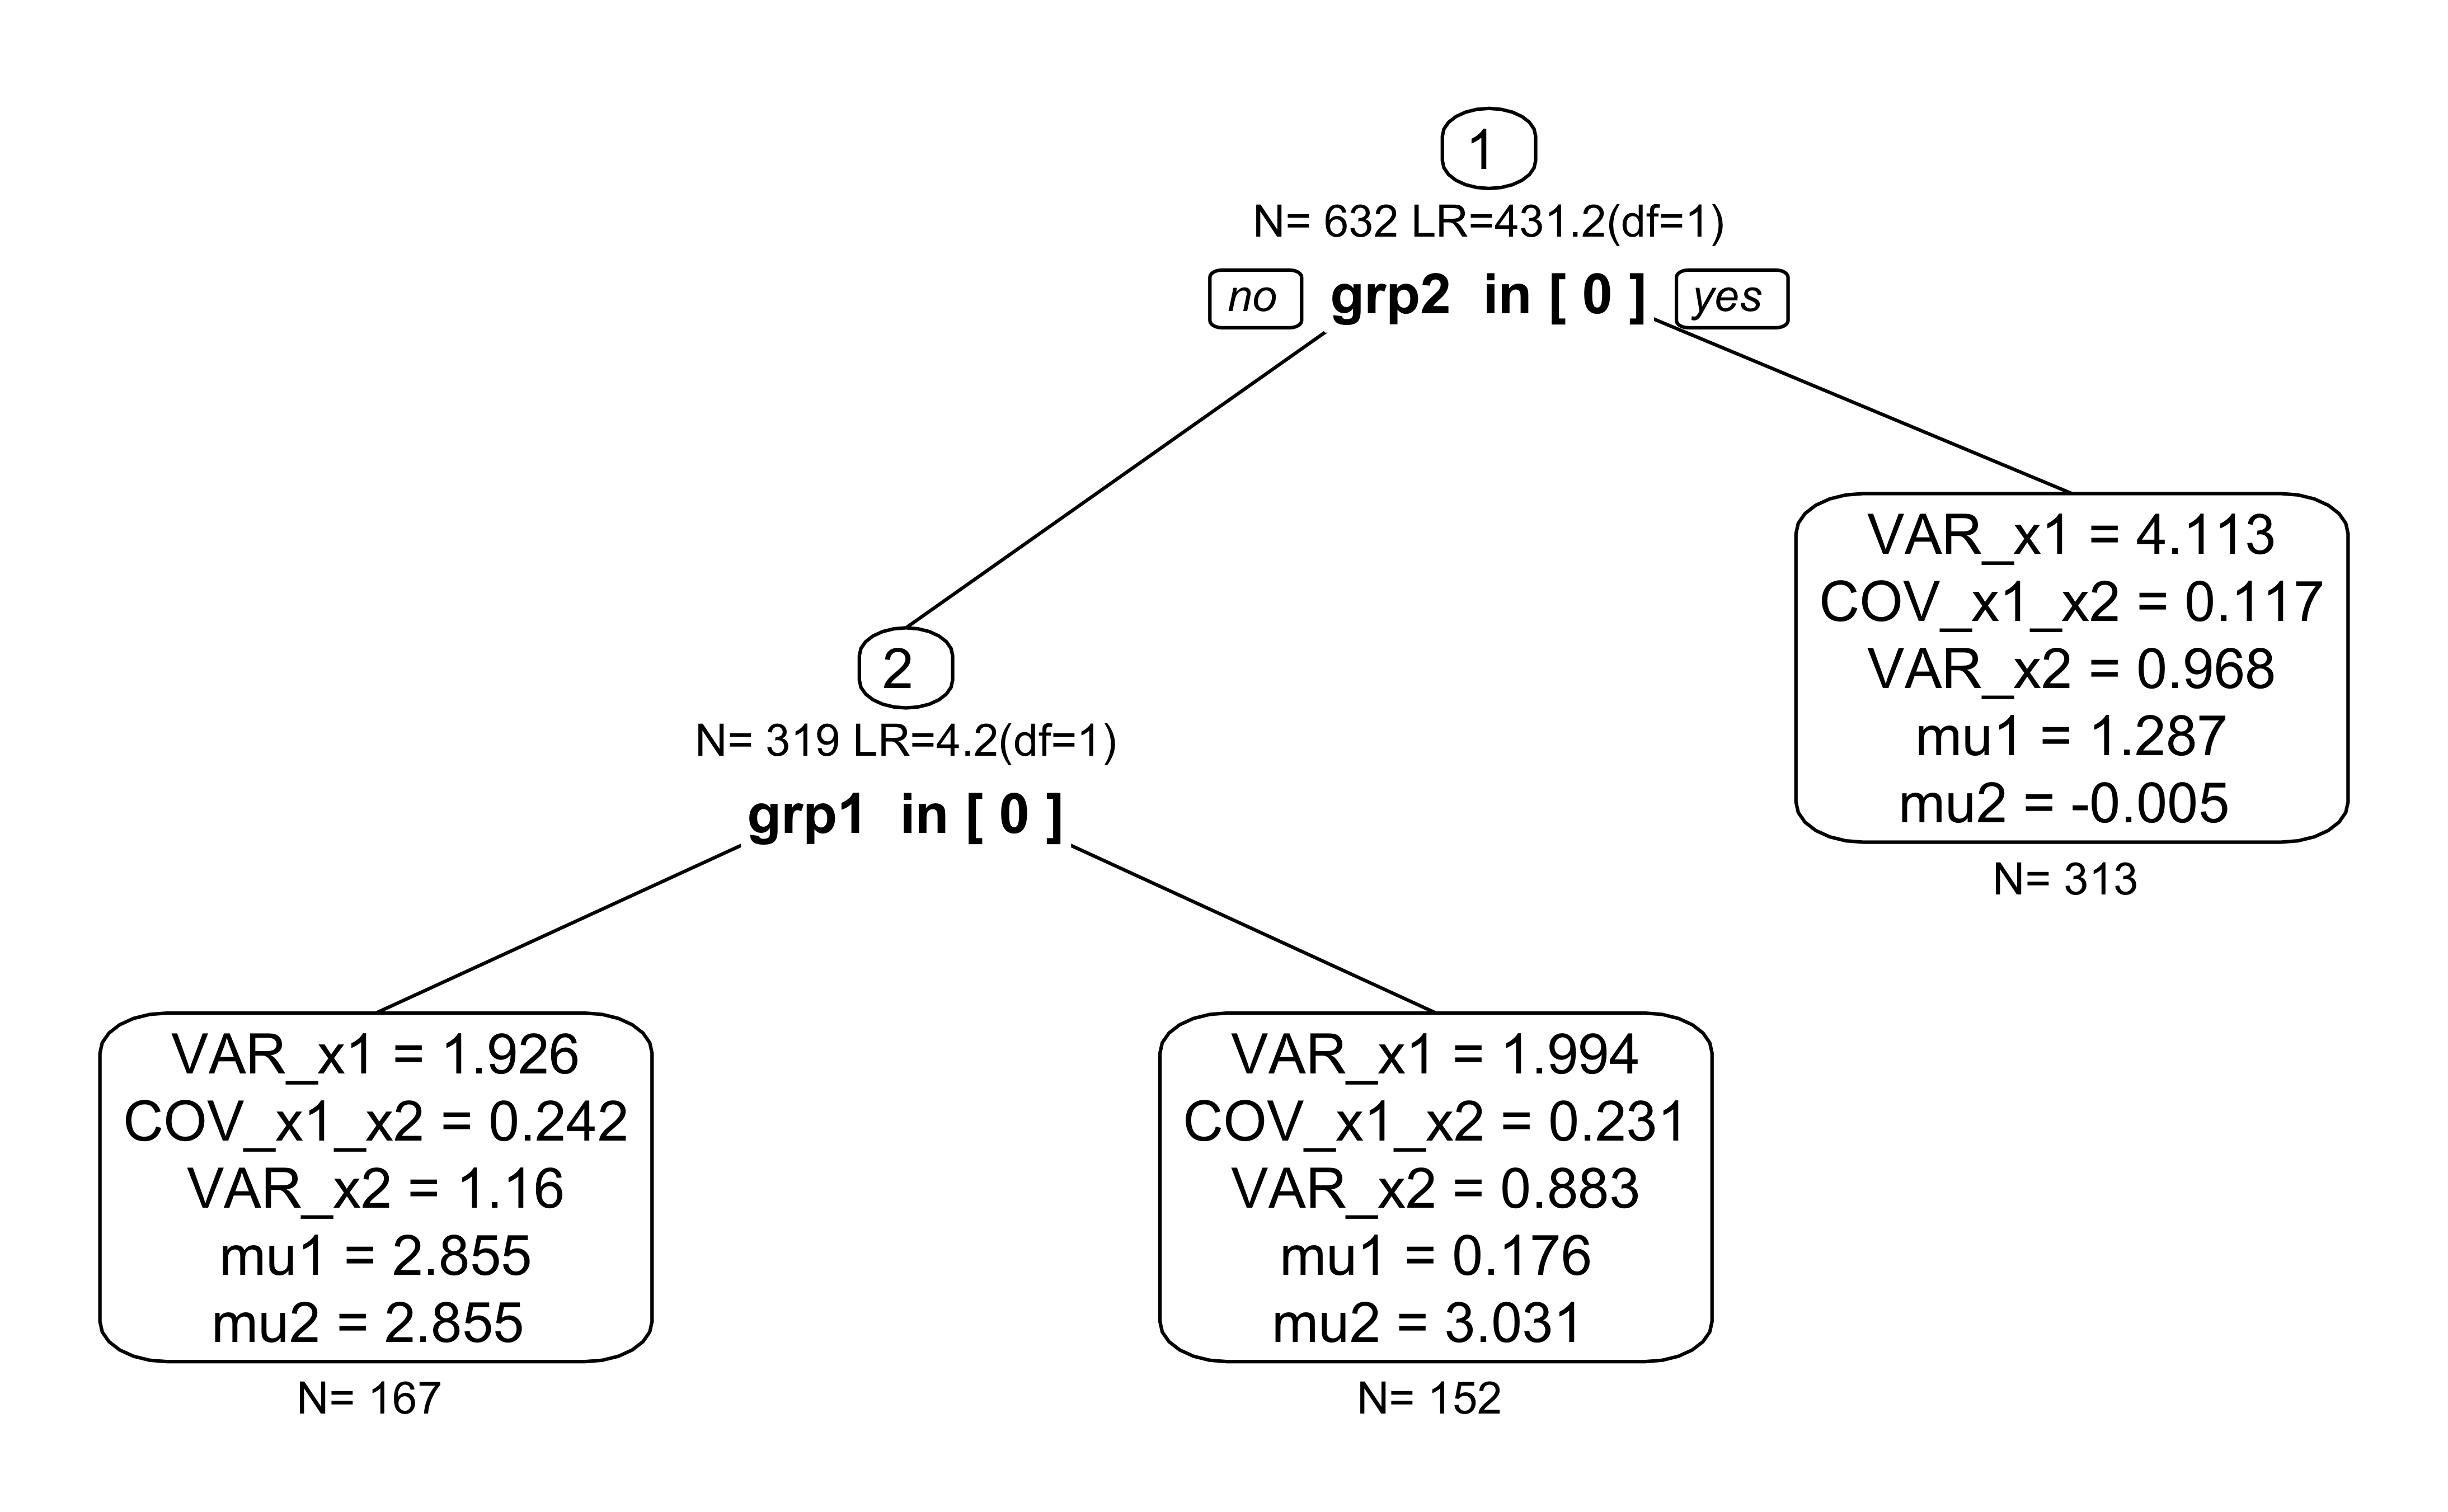 1
N= 632 LR=431.2(df=1)
no grp2 in [ 0 ] yes
VAR_x1 = 4.113
COV_x1_x2 = 0.117
VAR_x2 = 0.968
mu1 = 1.287
mu2 = -0.005
N= 313
2
N= 319 LR=4.2(df=1)
grp1 in [ 0 ]
VAR_x1 = 1.926
COV_x1_x2 = 0.242
VAR_x2 = 1.16
mu1 = 2.855
mu2 = 2.855
N= 167
VAR_x1 = 1.994
COV_x1_x2 = 0.231
VAR_x2 = 0.883
mu1 = 0.176
mu2 = 3.031
N= 152